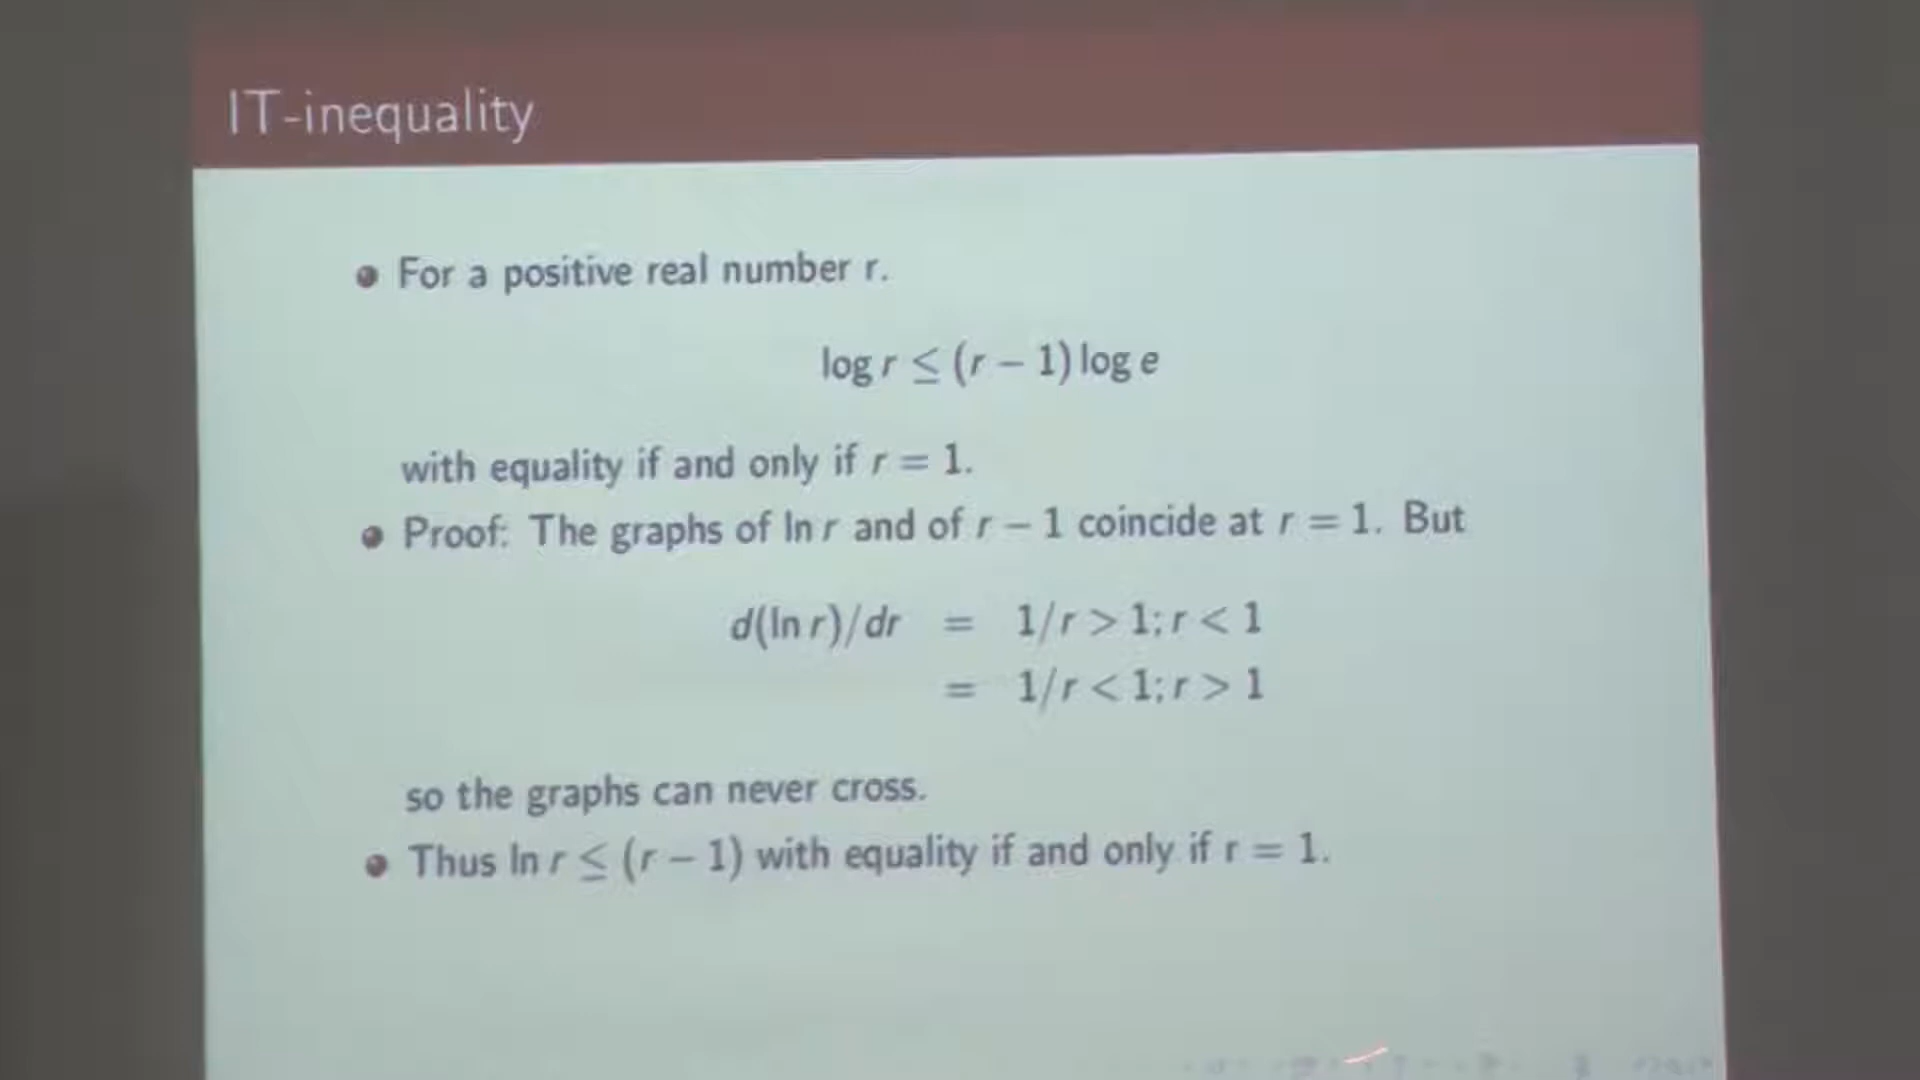 IT-inequality
For a positive real number r.
log r ≤ (r − 1) log e
with equality if and only if r = 1.
Proof: The graphs of ln r and of r − 1 coincide at r = 1. But
d(ln r)/dr = 1/r > 1; r < 1
= 1/r < 1; r > 1
so the graphs can never cross.
Thus ln r ≤ (r − 1) with equality if and only if r = 1.